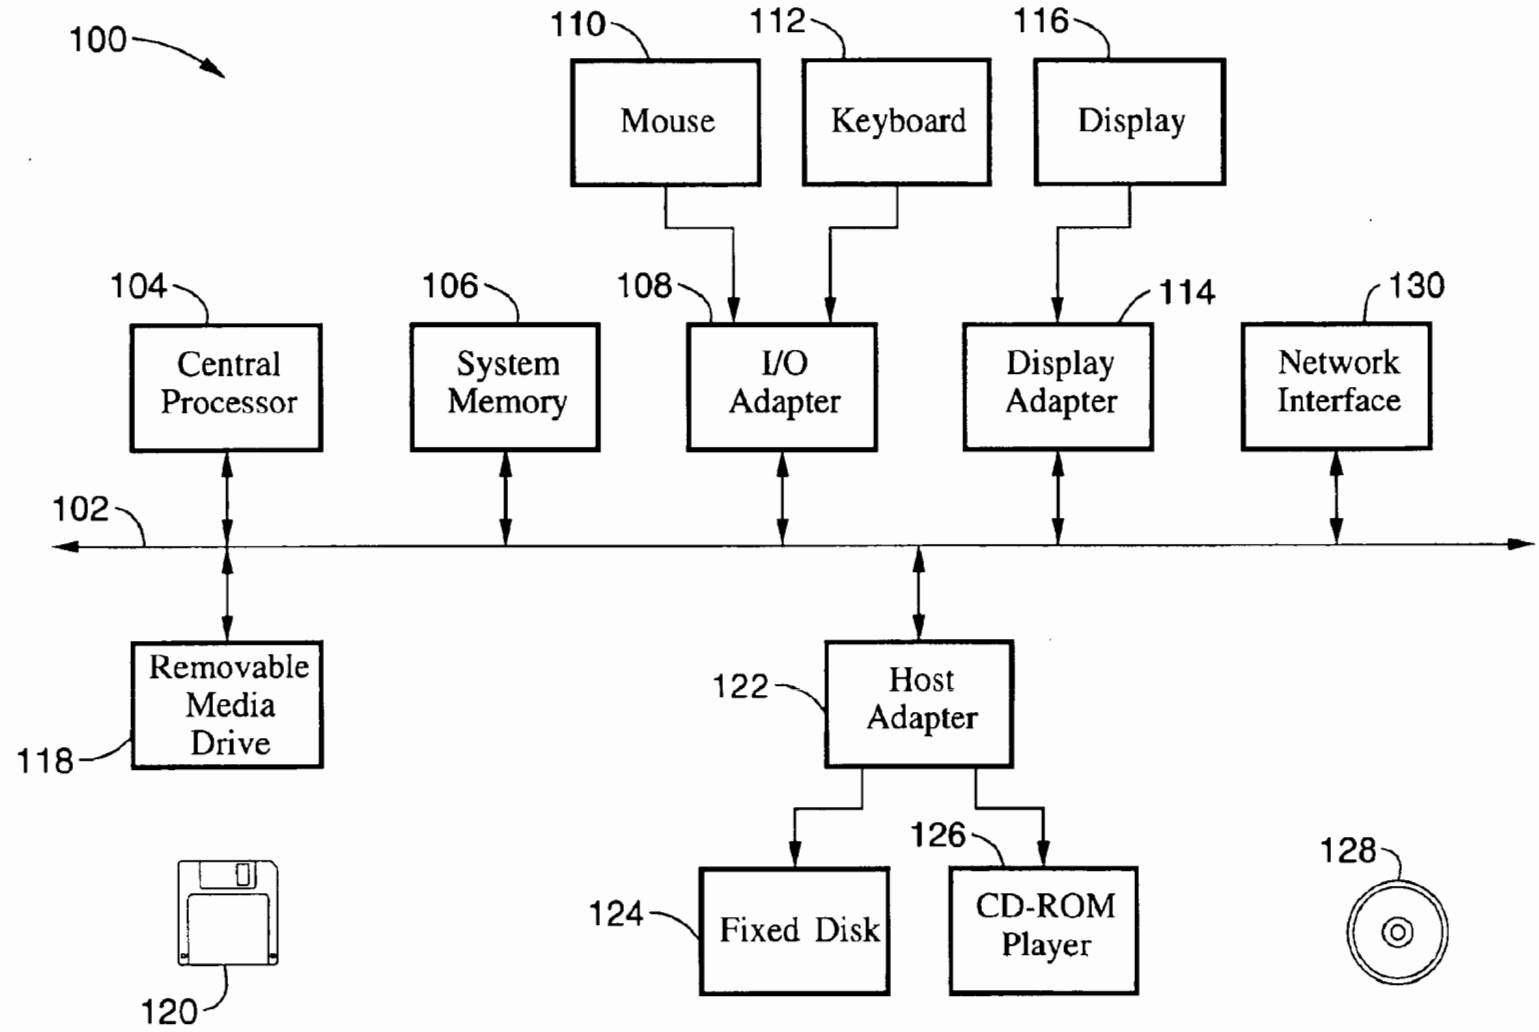 100
110
112
116
Mouse
Keyboard
Display
104
106
108
114
130
Central
Processor
System
Memory
I/O
Adapter
Display
Adapter
Network
Interface
102
Removable
Media
Drive
118
122
Host
Adapter
120
124
Fixed Disk
126
CD-ROM
Player
128